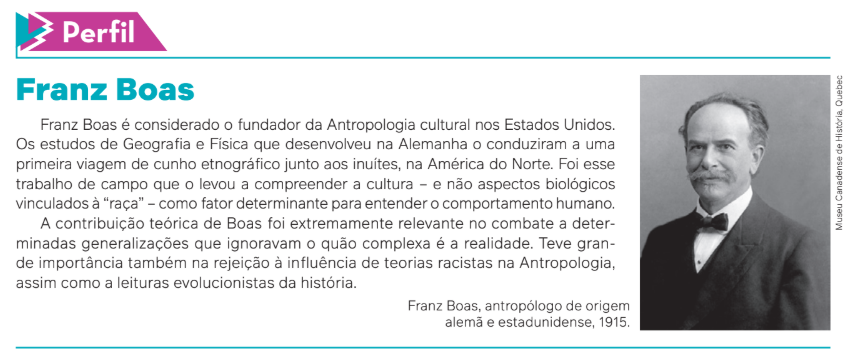 Perfil
Franz Boas
Franz Boas é considerado o fundador da Antropologia cultural nos Estados Unidos.
Os estudos de Geografia e Física que desenvolveu na Alemanha o conduziram a uma
primeira viagem de cunho etnográfico junto aos inuítes, na América do Norte. Foi esse
trabalho de campo que o levou a compreender a cultura – e não aspectos biológicos
vinculados à “raça” – como fator determinante para entender o comportamento humano.
A contribuição teórica de Boas foi extremamente relevante no combate a deter-
minadas generalizações que ignoravam o quão complexa é a realidade. Teve gran-
de importância também na rejeição à influência de teorias racistas na Antropologia,
assim como a leituras evolucionistas da história.
Franz Boas, antropólogo de origem
alemã e estadunidense, 1915.
Museu Canadense de História, Quebec